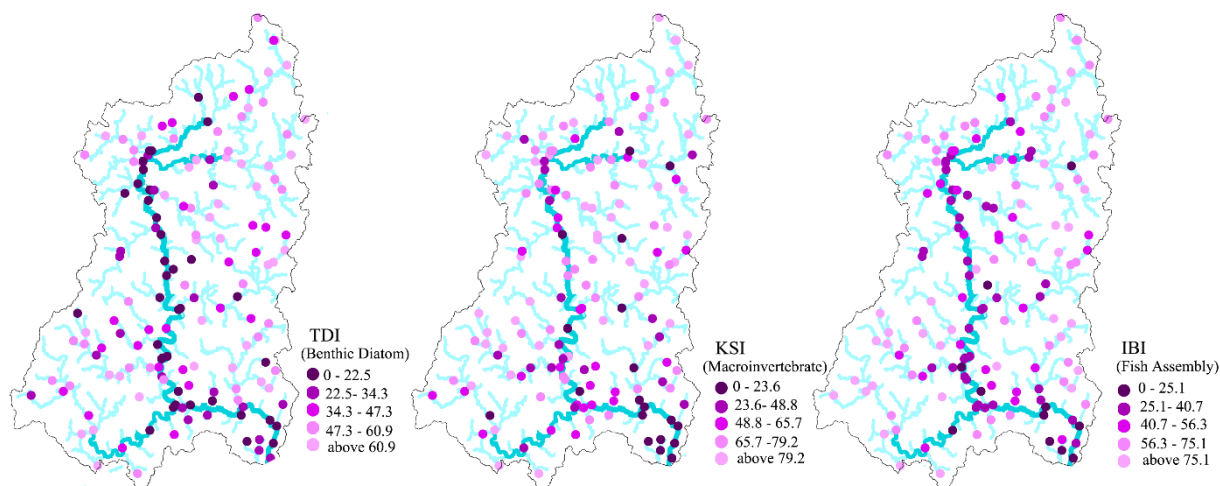 TDI
(Benthic Diatom)
0 - 22.5
22.5 - 34.3
34.3 - 47.3
47.3 - 60.9
above 60.9
KSI
(Macroinvertebrate)
0 - 23.6
23.6- 48.8
48.8 - 65.7
65.7 -79.2
above 79.2
IBI
(Fish Assembly)
0 - 25.1
25.1 - 40.7
40.7 - 56.3
56.3 - 75.1
above 75.1